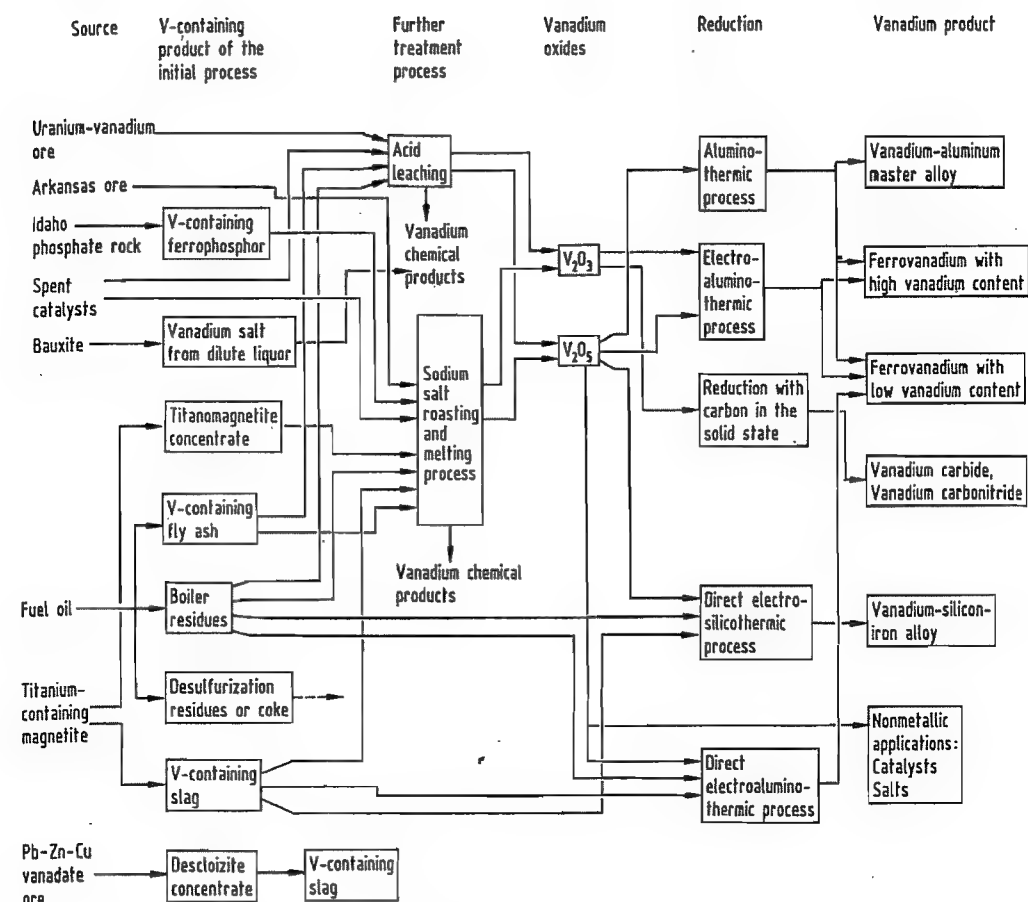 Source
V-containing
product of the
initial process
Further
treatment
process
Vanadium
oxides
Reduction
Vanadium product
Uranium-vanadium
ore
Arkansas ore
Idaho
phosphate rock
Spent
catalysts
Bauxite
Fuel oil
Titanium-
containing
magnetite
Pb-Zn-Cu
vanadate
ore
V-containing
ferrophosphor
Vanadium salt
from dilute liquor
Titanomagnetite
concentrate
V-containing
fly ash
Boiler
residues
Desulfurization
residues or coke
V-containing
slag
Descloizite
concentrate
V-containing
slag
Acid
leaching
Vanadium
chemical
products
Sodium
salt
roasting
and
melting
process
Vanadium chemical
products
V₂O₃
V₂O₅
Alumino-
thermic
process
Electro-
alumino-
thermic
process
Reduction with
carbon in the
solid state
Direct electro-
silicothermic
process
Direct
electroalumino-
thermic process
Vanadium-aluminum
master alloy
Ferrovanadium with
high vanadium content
Ferrovanadium with
low vanadium content
Vanadium carbide,
Vanadium carbonitride
Vanadium-silicon-
iron alloy
Nonmetallic
applications:
Catalysts
Salts